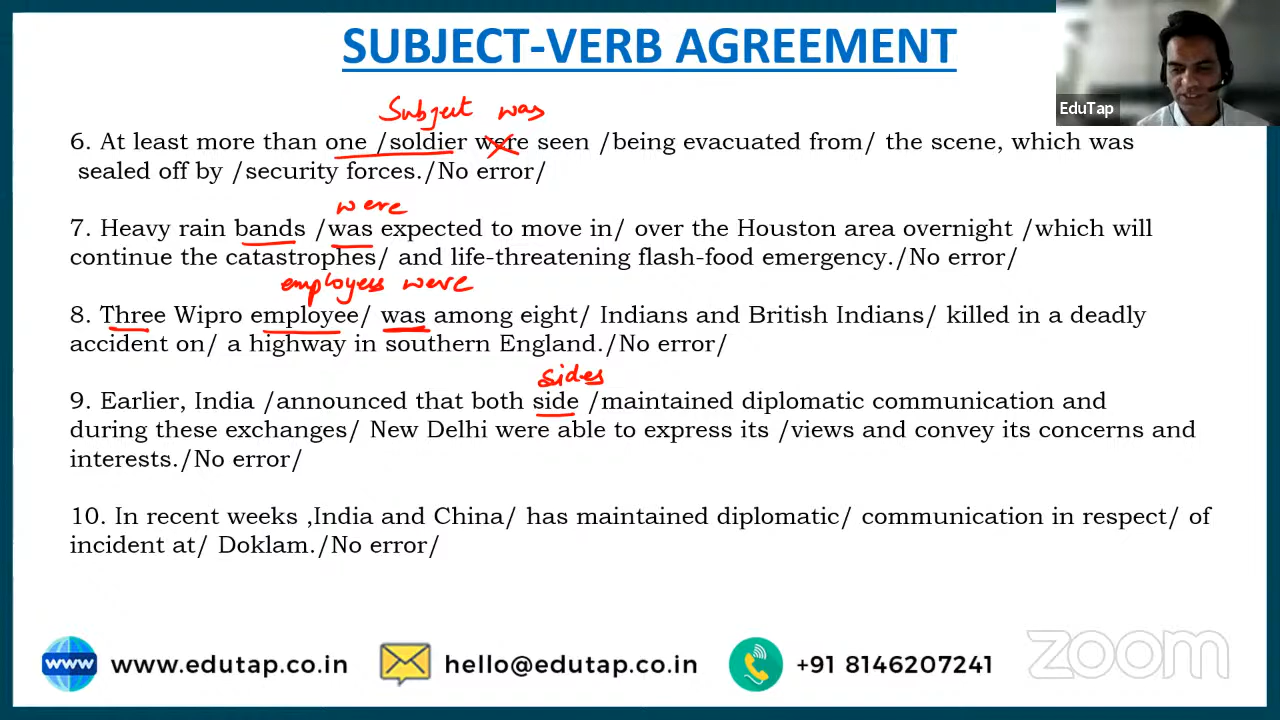 SUBJECT-VERB AGREEMENT
EduTap
Subject was
6. At least more than one /soldier were seen /being evacuated from/ the scene, which was
sealed off by /security forces./No error/
were
7. Heavy rain bands /was expected to move in/ over the Houston area overnight /which will
continue the catastrophes/ and life-threatening flash-food emergency./No error/
employess were
8. Three Wipro employee/ was among eight/ Indians and British Indians/ killed in a deadly
accident on/ a highway in southern England./No error/
sides
9. Earlier, India /announced that both side /maintained diplomatic communication and
during these exchanges/ New Delhi were able to express its /views and convey its concerns and
interests./No error/
10. In recent weeks ,India and China/ has maintained diplomatic/ communication in respect/ of
incident at/ Doklam./No error/
www www.edutap.co.in hello@edutap.co.in +91 8146207241 zoom